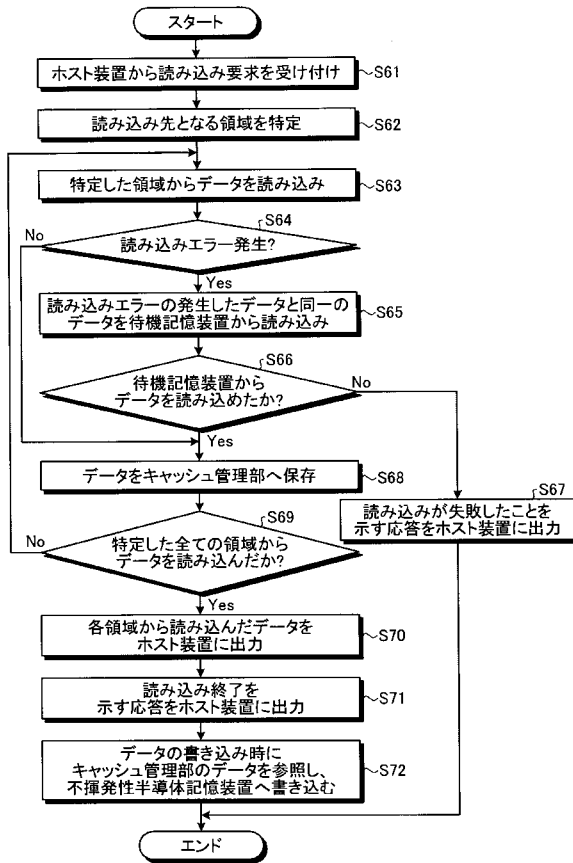 スタート
ホスト装置から読み込み要求を受け付け
S61
読み込み先となる領域を特定
S62
特定した領域からデータを読み込み
S63
S64
No
読み込みエラー発生?
Yes
読み込みエラーの発生したデータと同一の
データを待機記憶装置から読み込み
S65
S66
待機記憶装置から
データを読み込めたか?
No
Yes
データをキャッシュ管理部へ保存
S68
S67
読み込みが失敗したことを
示す応答をホスト装置に出力
S69
No
特定した全ての領域から
データを読み込んだか?
Yes
各領域から読み込んだデータを
ホスト装置に出力
S70
読み込み終了を
示す応答をホスト装置に出力
S71
データの書き込み時に
キャッシュ管理部のデータを参照し、
不揮発性半導体記憶装置へ書き込む
S72
エンド